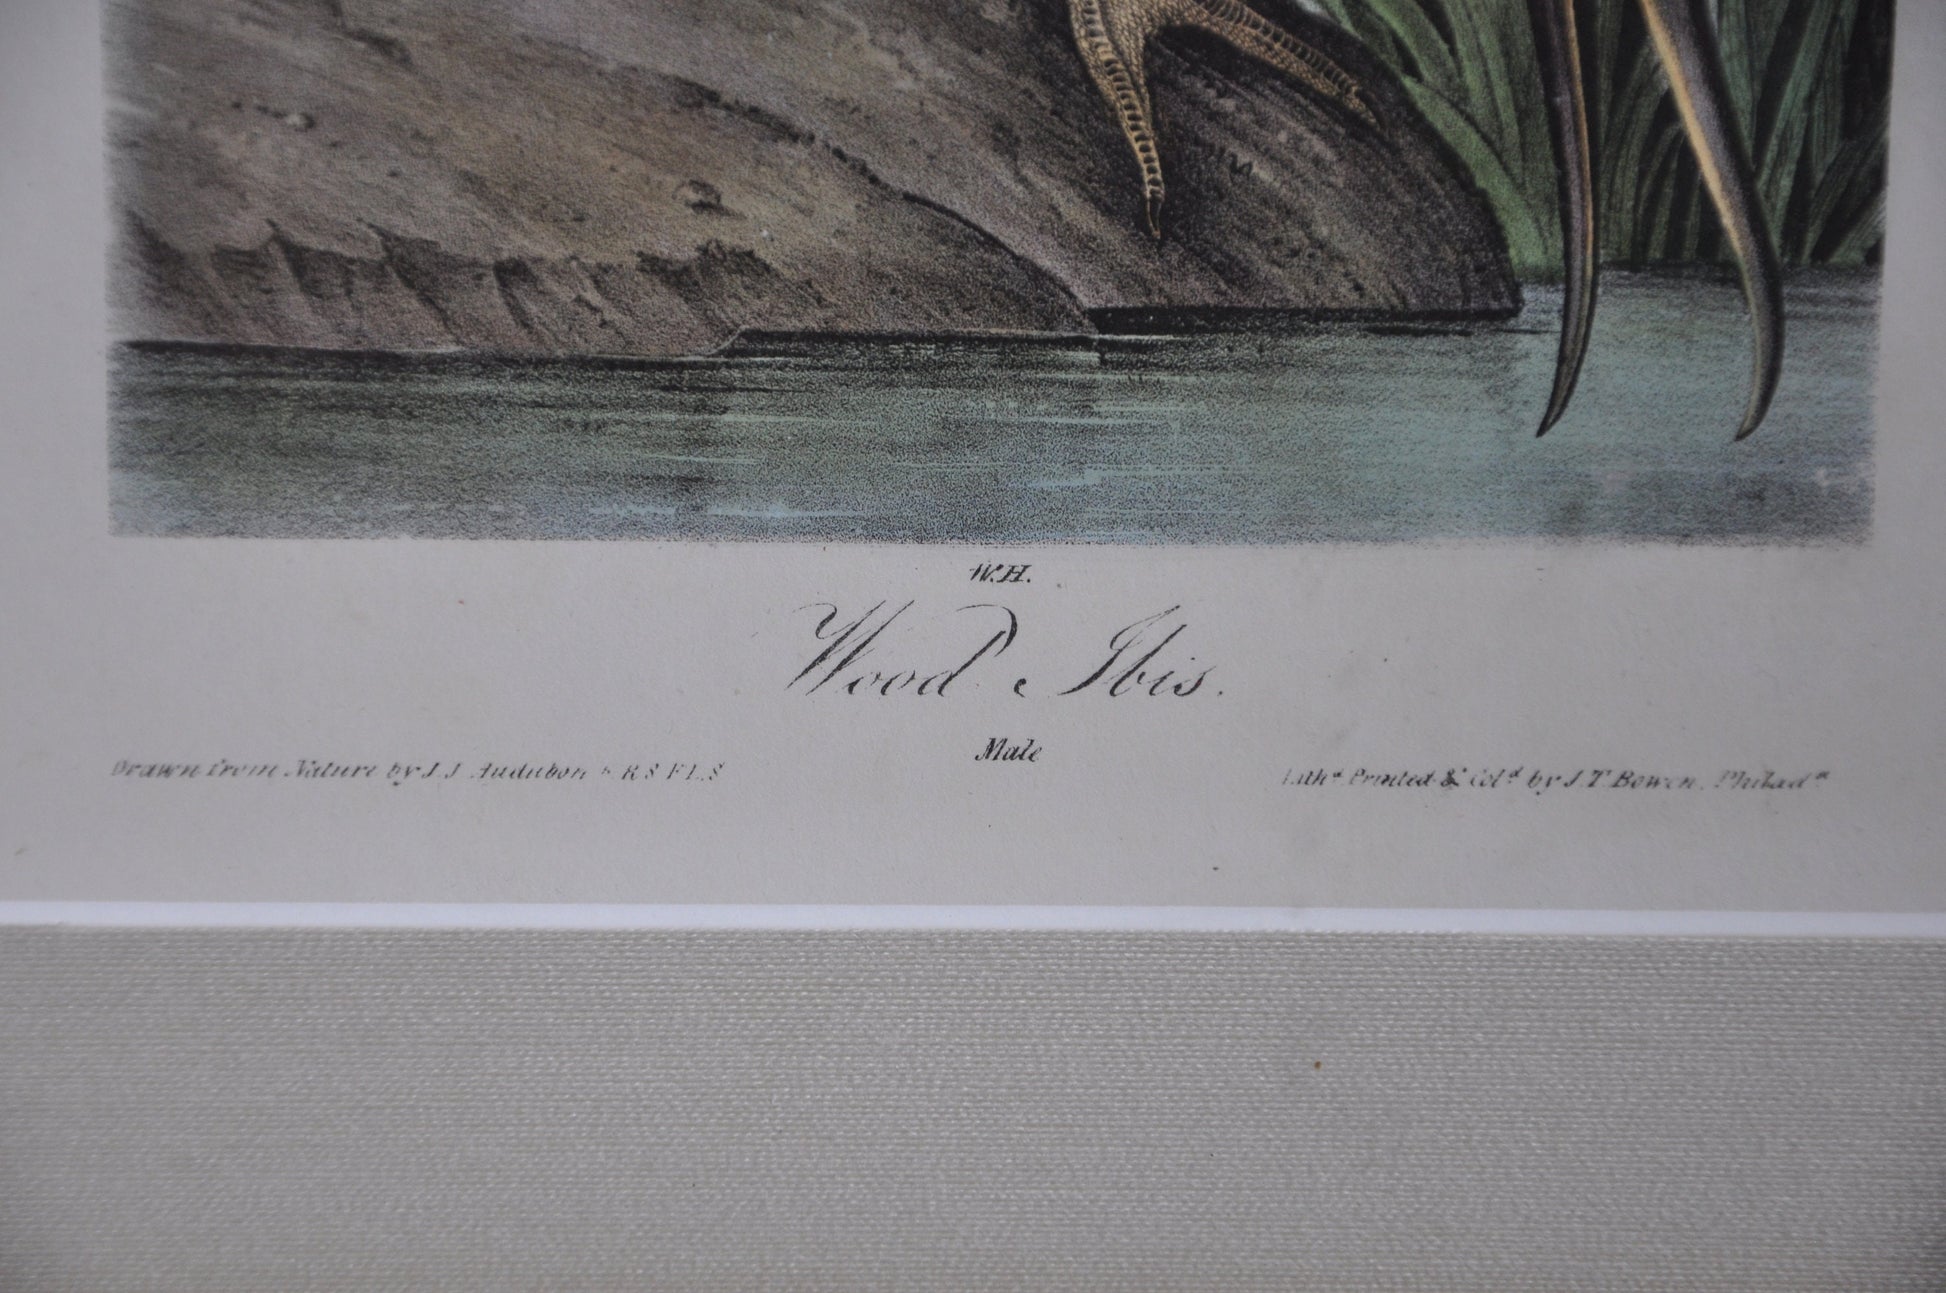 W.H.
Wood Ibis.
Male
Drawn from Nature by J.J. Audubon F.R.S.F.L.S
Lith.d Printed & Col.d by J.T. Bowen, Philad.a